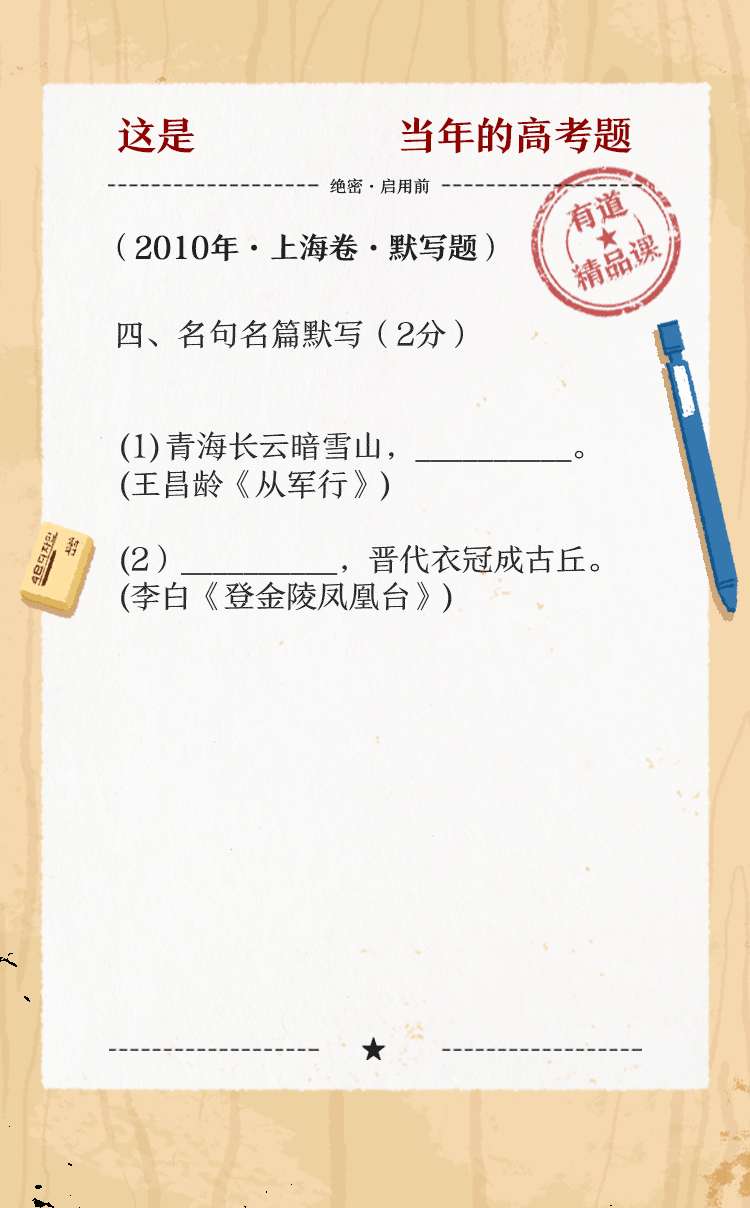 这是 当年的高考题
绝密·启用前
(2010年·上海卷·默写题)
有道
精品课
四、名句名篇默写(2分)
(1)青海长云暗雪山，__________。
(王昌龄《从军行》)
(2)__________，晋代衣冠成古丘。
(李白《登金陵凤凰台》)